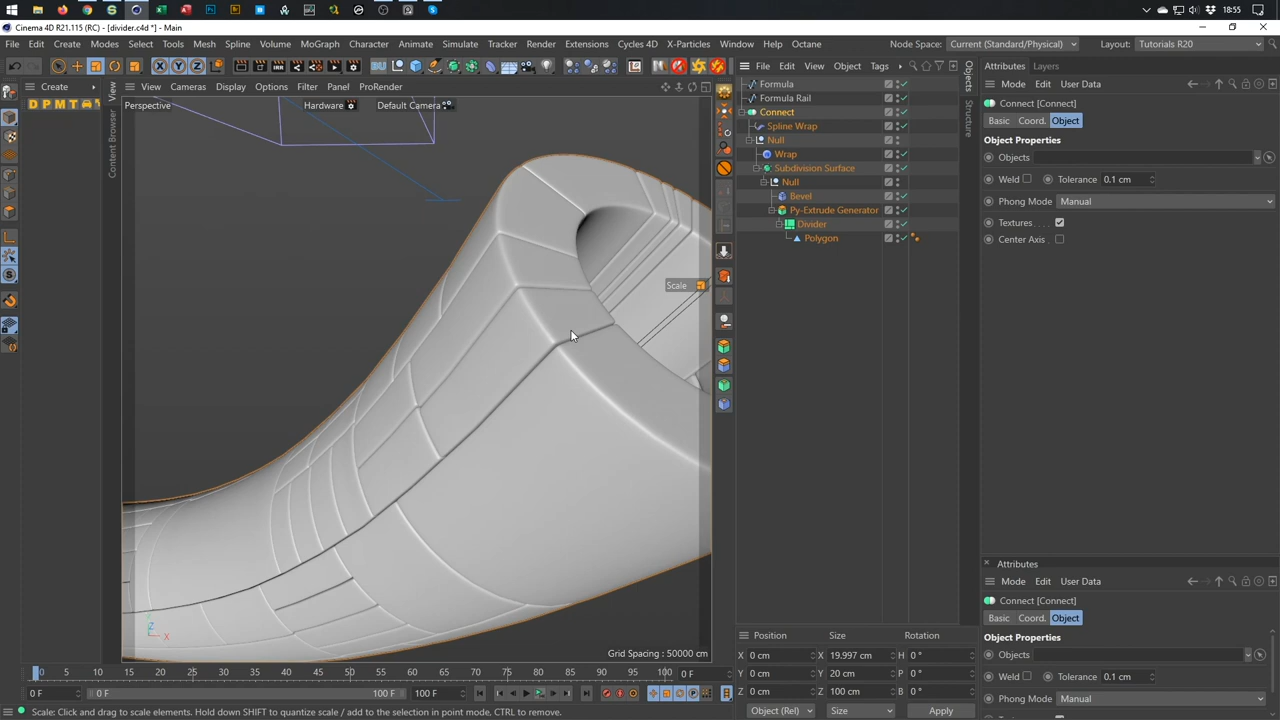 18:55
Cinema 4D R21.115 (RC) - [divider.c4d *] - Main
File Edit Create Modes Select Tools Mesh Spline Volume MoGraph Character Animate Simulate Tracker Render Extensions Cycles 4D X-Particles Window Help Octane
Node Space: Current (Standard/Physical) Layout: Tutorials R20
Create
D P M T
View
Content Browser
View Cameras Display Options Filter Panel ProRender
Perspective Hardware Default Camera
Scale
Grid Spacing : 50000 cm
Z
X
File Edit View Object Tags
Objects
Structure
Formula
Formula Rail
Connect
Spline Wrap
Null
Wrap
Subdivision Surface
Null
Bevel
Py-Extrude Generator
Divider
Polygon
Attributes Layers
Mode Edit User Data
Connect [Connect]
Basic Coord. Object
Object Properties
Objects
Weld Tolerance 0.1 cm
Phong Mode Manual
Textures . . . .
Center Axis
Attributes
Mode Edit User Data
Connect [Connect]
Basic Coord. Object
Object Properties
Objects
Weld Tolerance 0.1 cm
Phong Mode Manual
Position Size Rotation
X 0 cm X 19.997 cm H 0 °
Y 0 cm Y 20 cm P 0 °
Z 0 cm Z 100 cm B 0 °
Object (Rel) Size Apply
0 5 10 15 20 25 30 35 40 45 50 55 60 65 70 75 80 85 90 95 100 0 F
0 F 0 F 100 F 100 F
Scale: Click and drag to scale elements. Hold down SHIFT to quantize scale / add to the selection in point mode, CTRL to remove.